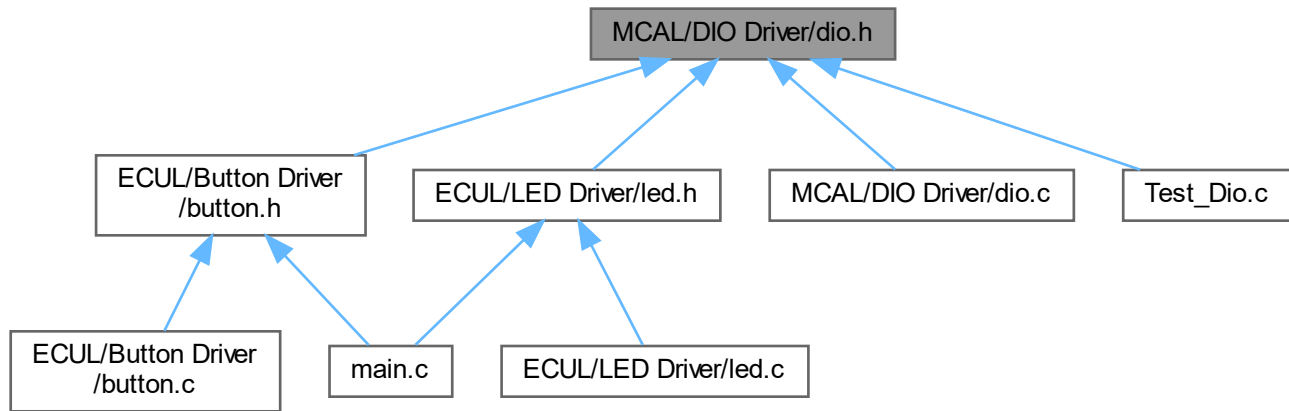 MCAL/DIO Driver/dio.h
ECUL/Button Driver
/button.h
ECUL/LED Driver/led.h
MCAL/DIO Driver/dio.c
Test_Dio.c
ECUL/Button Driver
/button.c
main.c
ECUL/LED Driver/led.c